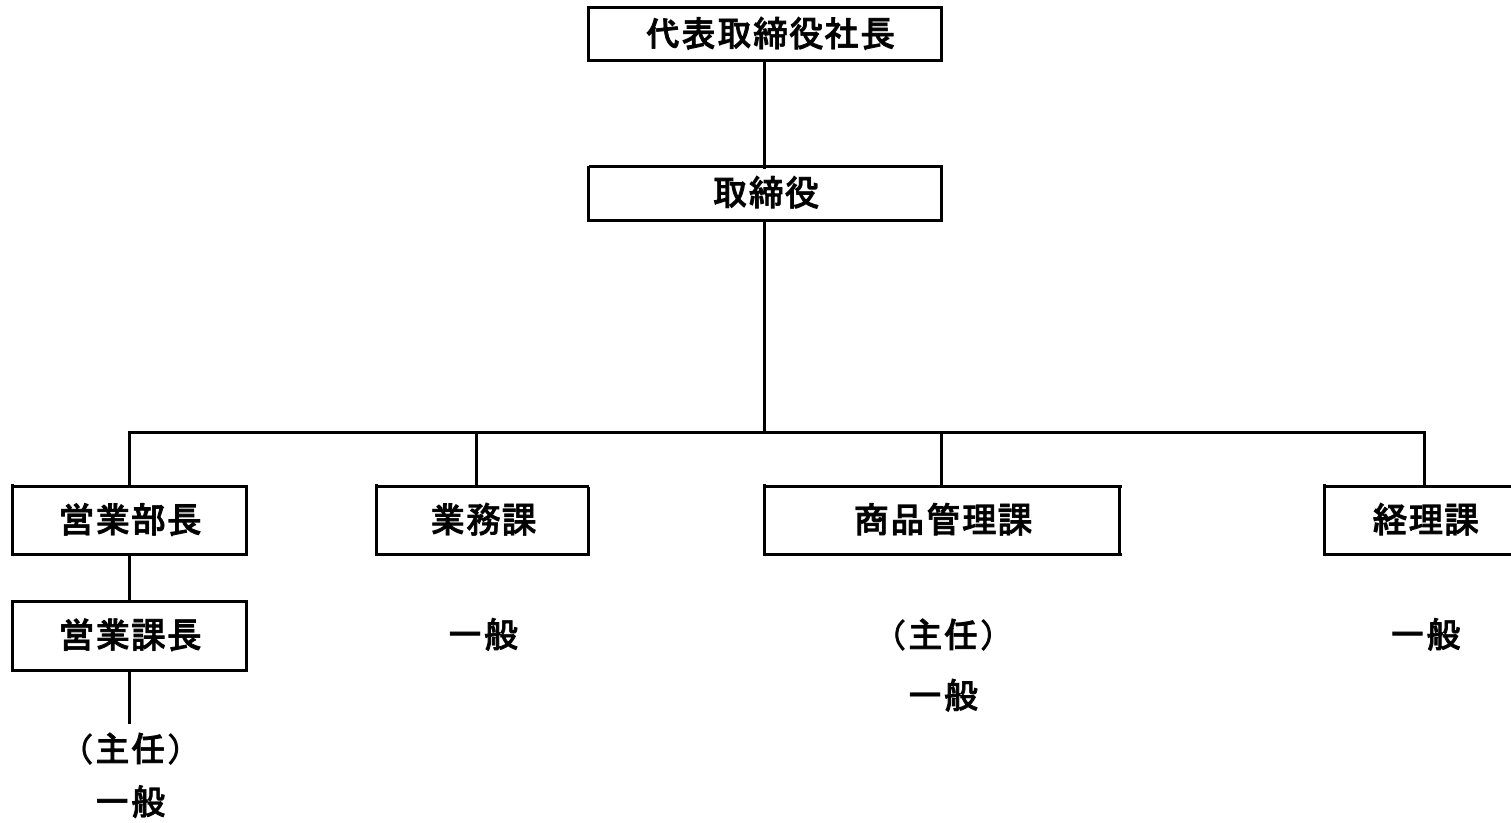 代表取締役社長
取締役
営業部長
業務課
商品管理課
経理課
営業課長
一般
（主任）
一般
一般
（主任）
一般